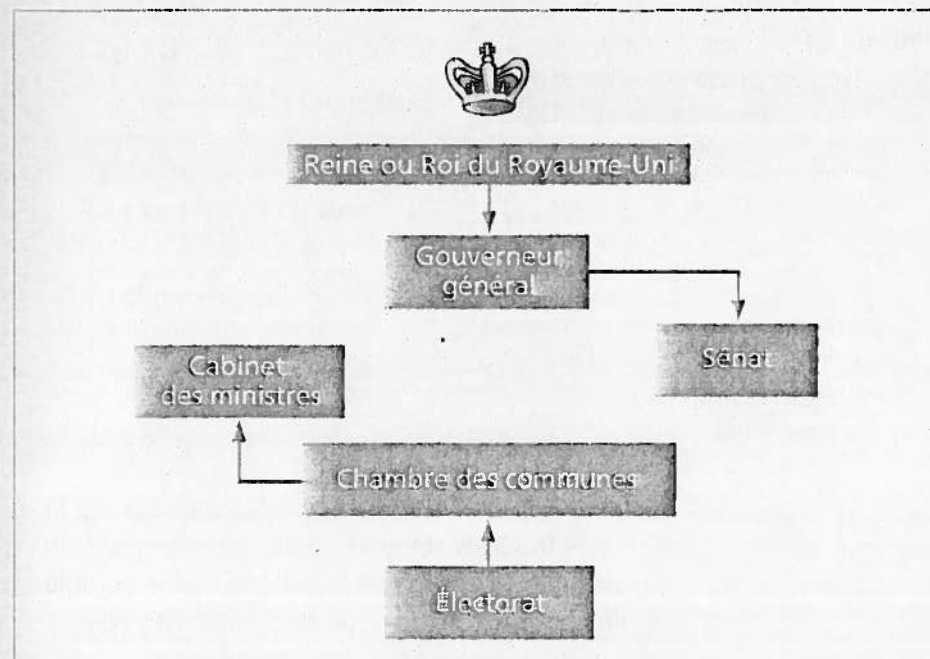 Reine ou Roi du Royaume-Uni
Gouverneur
général
Sénat
Cabinet
des ministres
Chambre des communes
Électorat